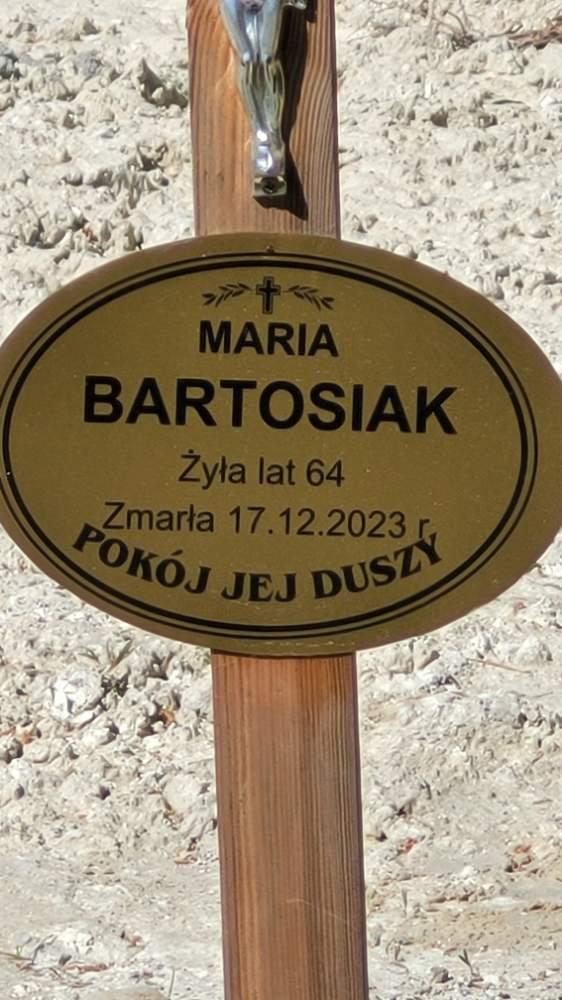 MARIA
BARTOSIAK
Żyła lat 64
Zmarła 17.12.2023 r.
POKÓJ JEJ DUSZY